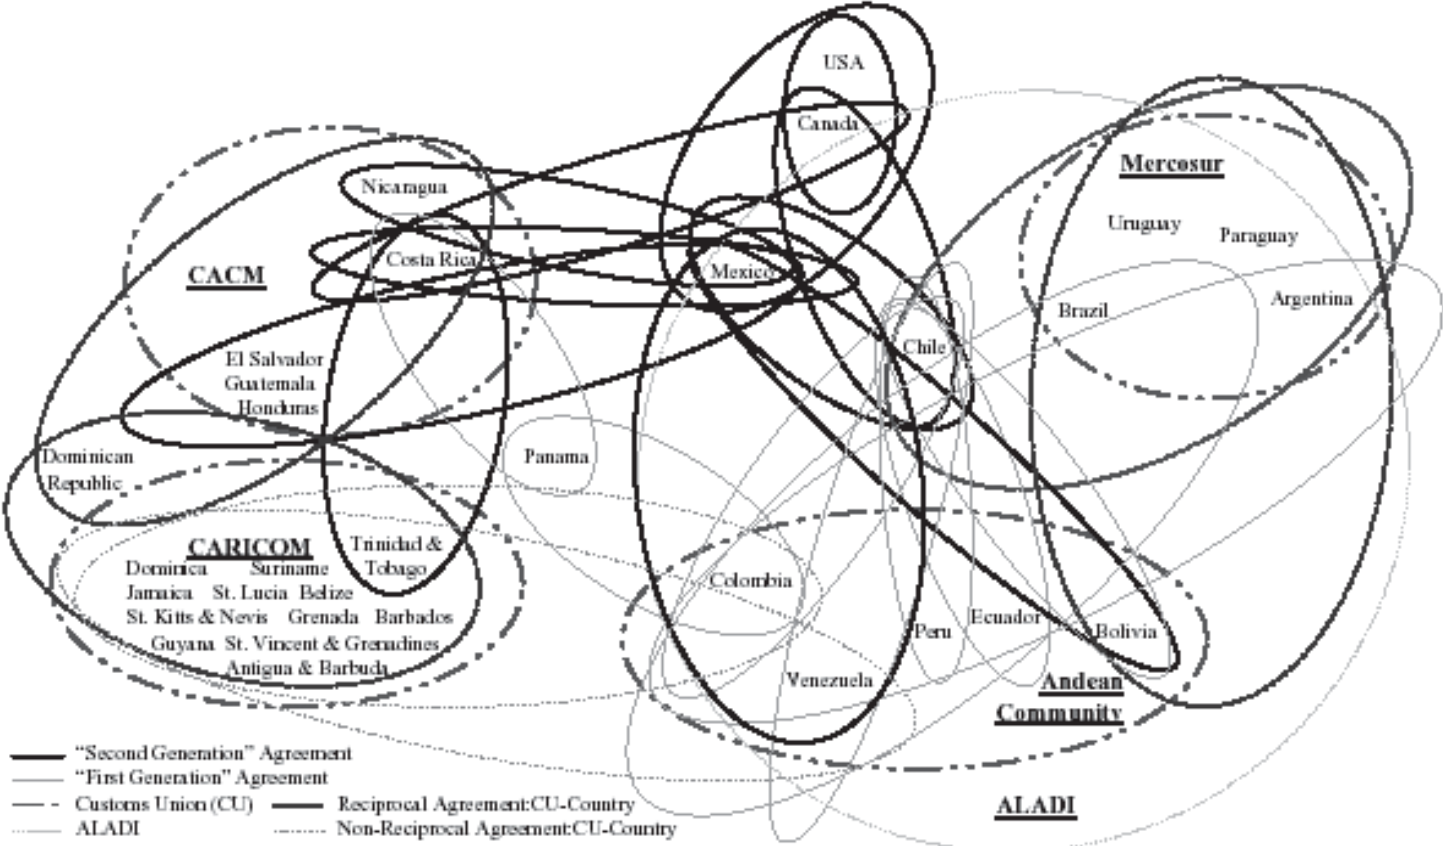 USA
Canada
Mercosur
Nicaragua
Uruguay
Paraguay
Costa Rica
CACM
Mexico
Brazil
Argentina
Chile
El Salvador
Guatemala
Honduras
Dominican
Republic
Panama
CARICOM
Trinidad &
Tobago
Dominica Suriname
Jamaica St. Lucia Belize
St. Kitts & Nevis Grenada Barbados
Guyana St. Vincent & Grenadines
Antigua & Barbuda
Colombia
Ecuador
Peru
Bolivia
Venezuela
Andean
Community
ALADI
"Second Generation" Agreement
"First Generation" Agreement
Customs Union (CU) Reciprocal Agreement:CU-Country
ALADI Non-Reciprocal Agreement:CU-Country